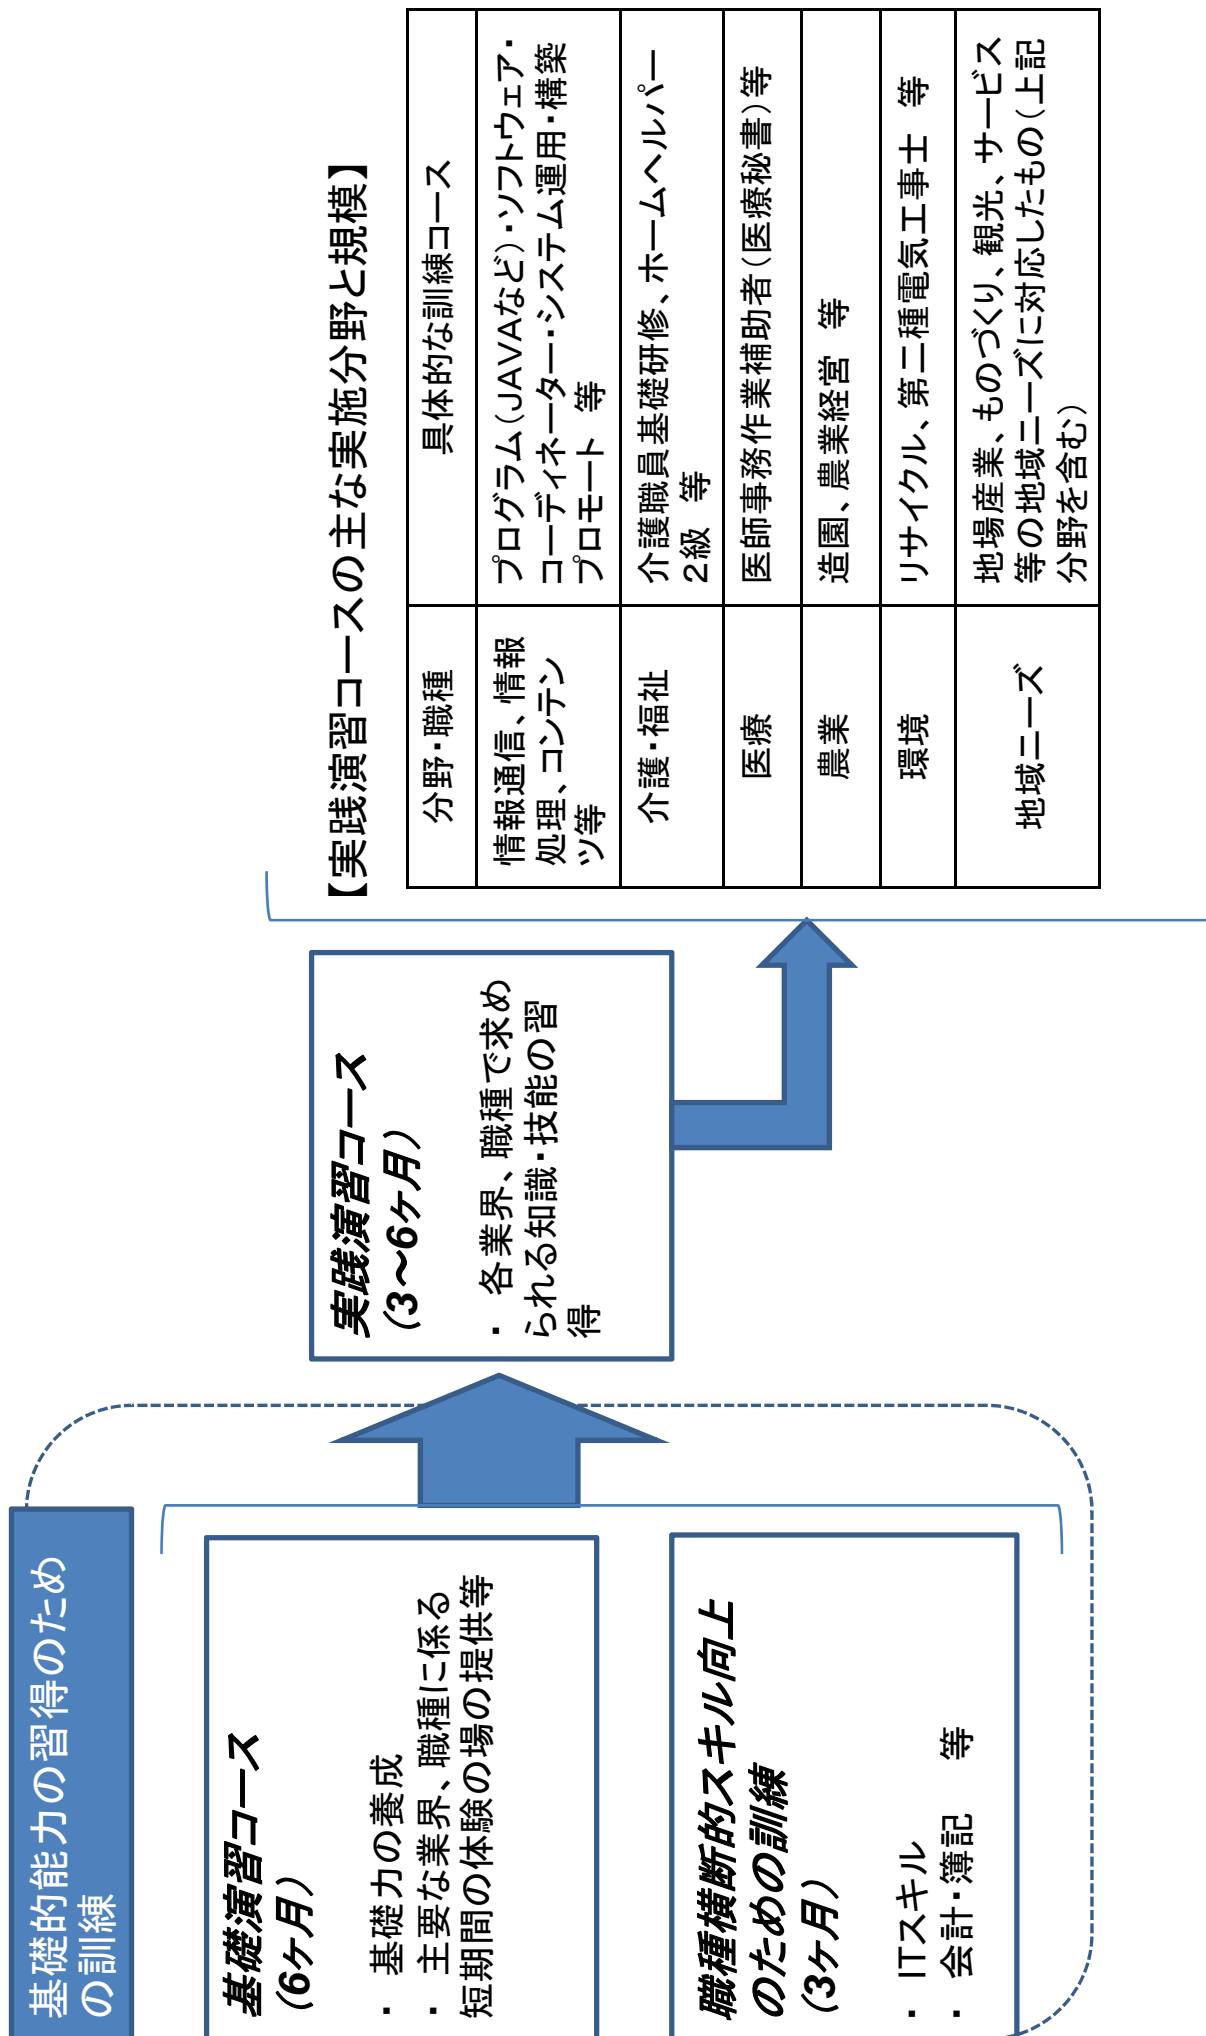 基礎的能力の習得のため
の訓練
基礎演習コース
(6ヶ月)
・ 基礎力の養成
・ 主要な業界、職種に係る
短期間の体験の場の提供等
職種横断的スキル向上
のための訓練
(3ヶ月)
・ ITスキル
・ 会計・簿記 等
実践演習コース
(3～6ヶ月)
・ 各業界、職種で求め
られる知識・技能の習
得
【実践演習コースの主な実施分野と規模】
分野・職種
具体的な訓練コース
情報通信、情報
処理、コンテン
ツ等
プログラム(JAVAなど)・ソフトウェア・
コーディネーター・システム運用・構築
プロモート 等
介護・福祉
介護職員基礎研修、ホームヘルパー
2級 等
医療
医師事務作業補助者(医療秘書)等
農業
造園、農業経営 等
環境
リサイクル、第二種電気工事士 等
地域ニーズ
地場産業、ものづくり、観光、サービス
等の地域ニーズに対応したもの(上記
分野を含む)